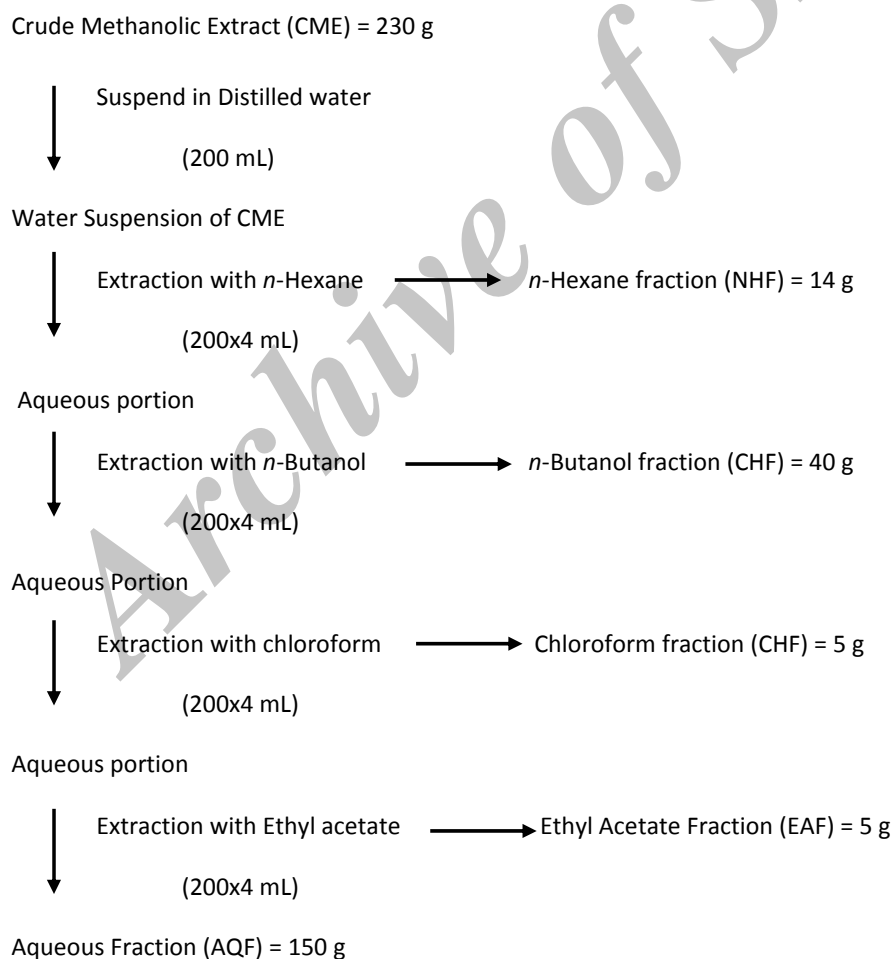 Crude Methanolic Extract (CME) = 230 g
Suspend in Distilled water
(200 mL)
Water Suspension of CME
Extraction with n-Hexane n-Hexane fraction (NHF) = 14 g
(200x4 mL)
Aqueous portion
Extraction with n-Butanol n-Butanol fraction (CHF) = 40 g
(200x4 mL)
Aqueous Portion
Extraction with chloroform Chloroform fraction (CHF) = 5 g
(200x4 mL)
Aqueous portion
Extraction with Ethyl acetate Ethyl Acetate Fraction (EAF) = 5 g
(200x4 mL)
Aqueous Fraction (AQF) = 150 g
Archive of S